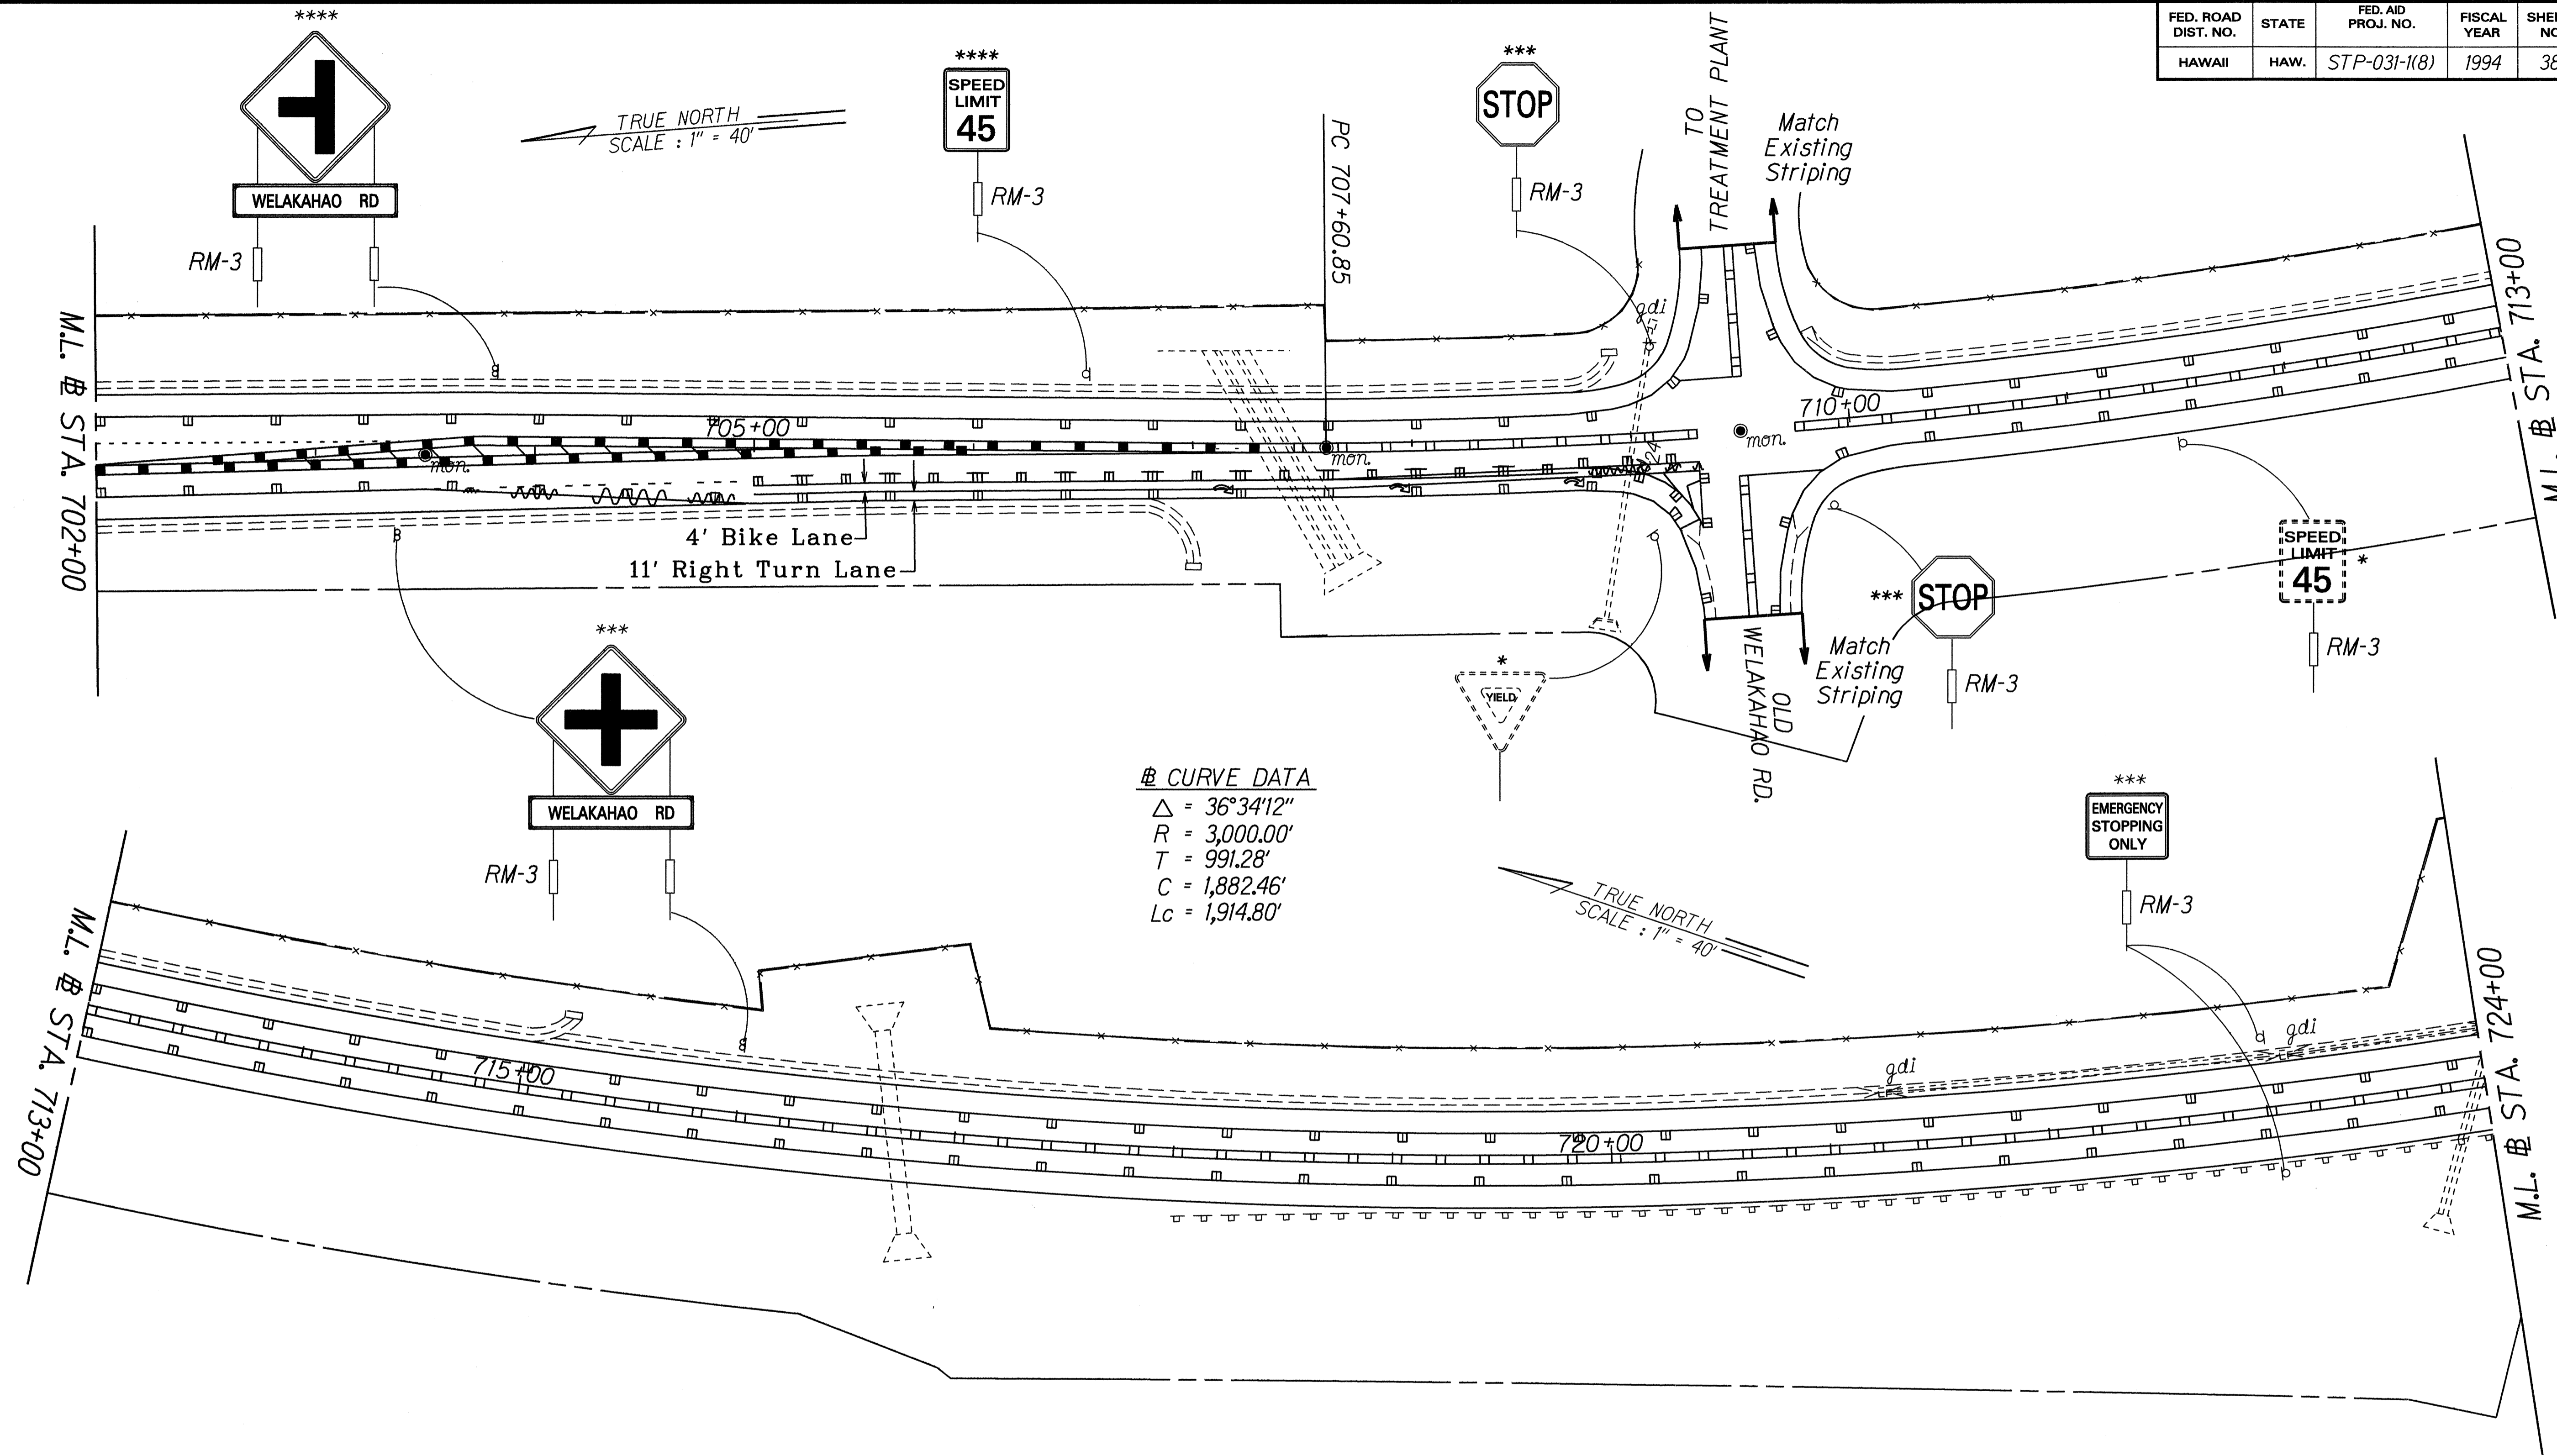 FED. ROAD DIST. NO.
STATE
FED. AID PROJ. NO.
FISCAL YEAR
HAWAII
HAW.
STP-031-1(8)
1994
38
****
WELAKAHAO RD
RM-3
TRUE NORTH
SCALE : 1" = 40'
****
SPEED
LIMIT
45
RM-3
PC 707+60.85
***
STOP
RM-3
TO
TREATMENT PLANT
Match
Existing
Striping
gdi
M.L. B STA. 702+00
705+00
mon.
mon.
24
mon.
710+00
M.L. B STA. 713+00
4' Bike Lane
11' Right Turn Lane
***
WELAKAHAO RD
RM-3
*
YIELD
OLD
WELAKAHAO RD.
Match
Existing
Striping
***
STOP
RM-3
SPEED
LIMIT
45
*
RM-3
B CURVE DATA
△ = 36°34'12"
R = 3,000.00'
T = 991.28'
C = 1,882.46'
Lc = 1,914.80'
TRUE NORTH
SCALE : 1" = 40'
***
EMERGENCY
STOPPING
ONLY
RM-3
M.L. B STA. 713+00
715+00
720+00
gdi
gdi
M.L. B STA. 724+00